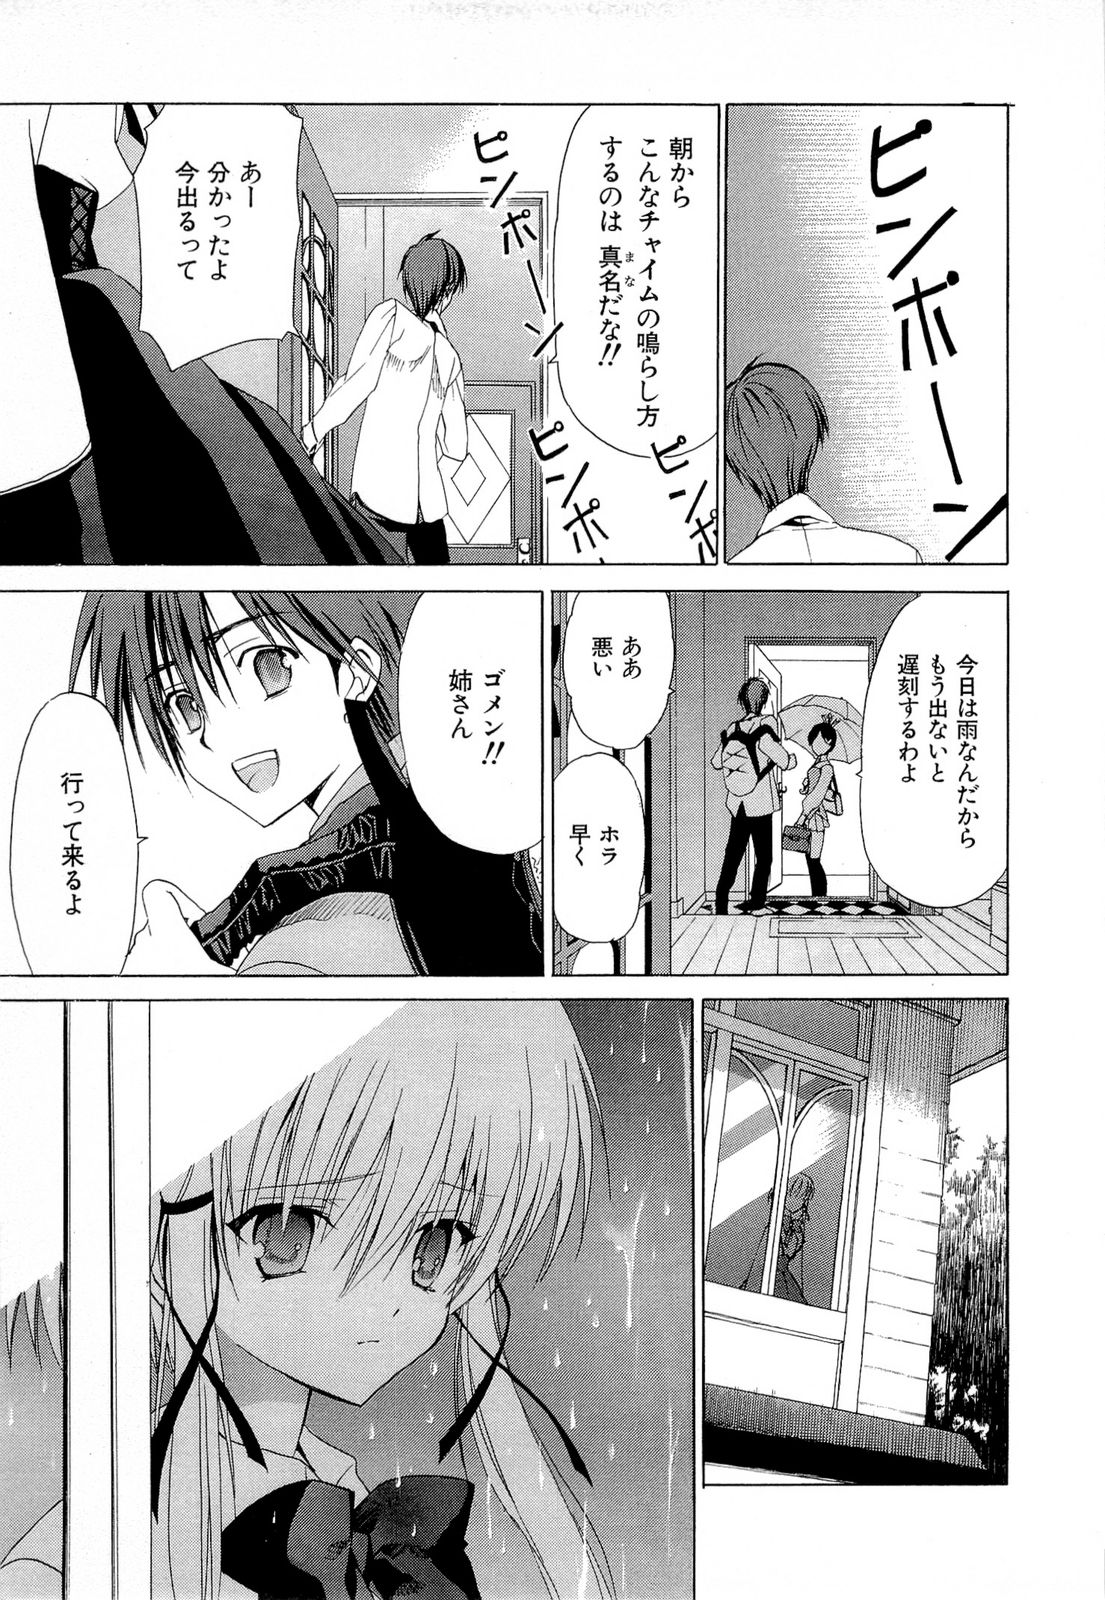 ピンポーン
朝から
こんなチャイムの鳴らし方
するのは真名だな!!
まな
ピンポーン
ピンポ
ピンポ
あー
分かったよ
今出るって
今日は雨なんだから
もう出ないと
遅刻するわよ
ああ
悪い
ホラ
早く
ゴメン!!
姉さん
行って来るよ